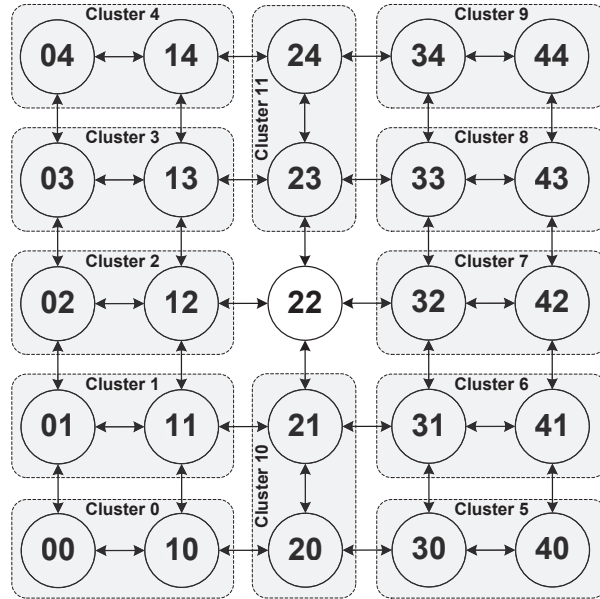 Cluster 4
Cluster 9
04 14 24 34 44
Cluster 11
Cluster 3
Cluster 8
03 13 23 33 43
Cluster 2
Cluster 7
02 12 22 32 42
Cluster 1
Cluster 6
01 11 21 31 41
Cluster 10
Cluster 0
Cluster 5
00 10 20 30 40